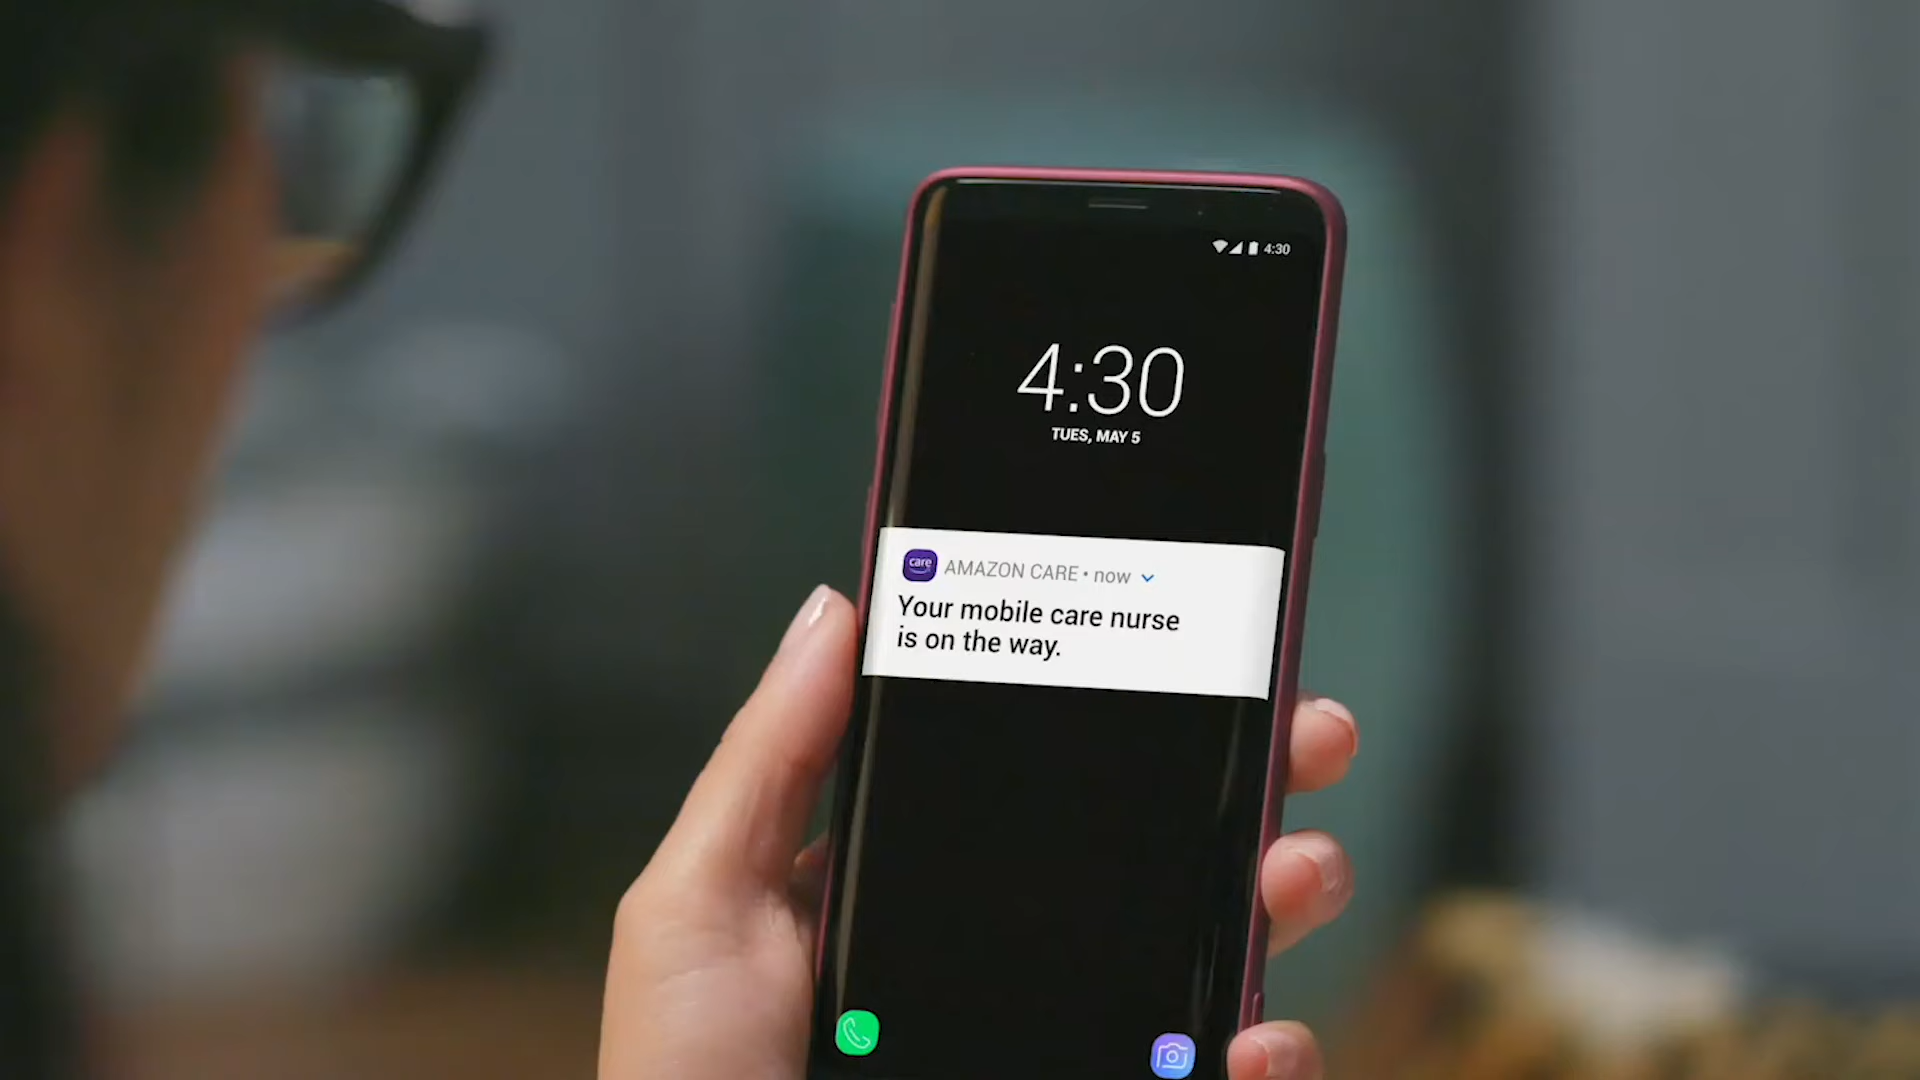 4:30
4:30
TUES, MAY 5
care
AMAZON CARE • now
Your mobile care nurse
is on the way.